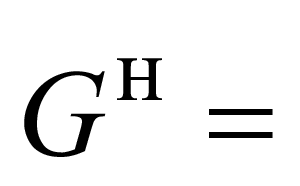 G^H =